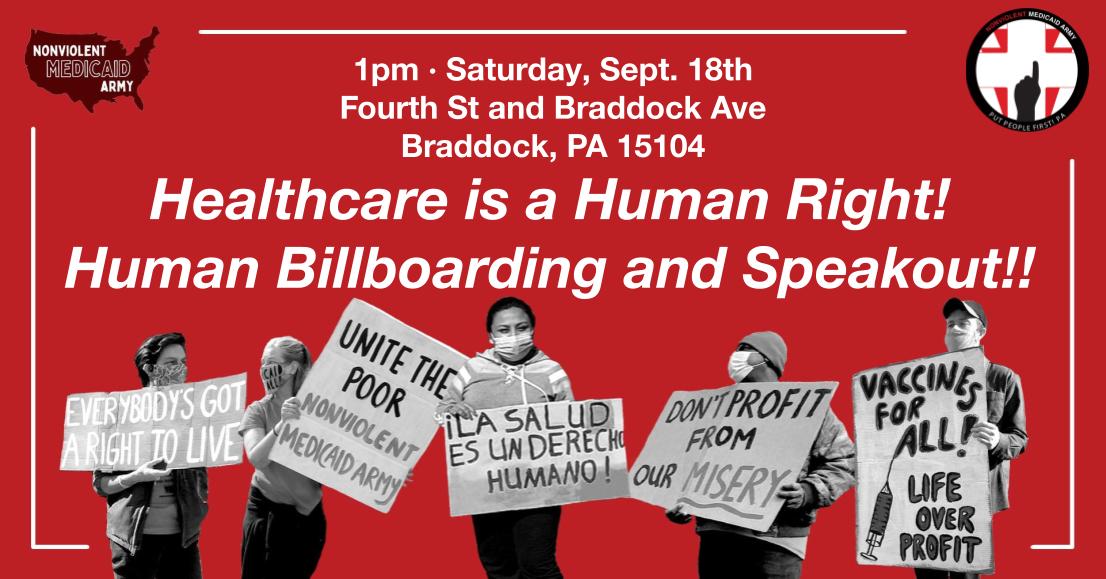 NONVIOLENT
MEDICAID
ARMY
1pm · Saturday, Sept. 18th
Fourth St and Braddock Ave
Braddock, PA 15104
NONVIOLENT MEDICAID ARMY
PUT PEOPLE FIRST! PA
Healthcare is a Human Right!
Human Billboarding and Speakout!!
EVERYBODY'S GOT
A RIGHT TO LIVE
UNITE THE
POOR
NONVIOLENT
MEDICAID ARMY
¡LA SALUD
ES UN DERECHO
HUMANO!
DON'T PROFIT
FROM
OUR MISERY
VACCINES
FOR
ALL!
LIFE
OVER
PROFIT